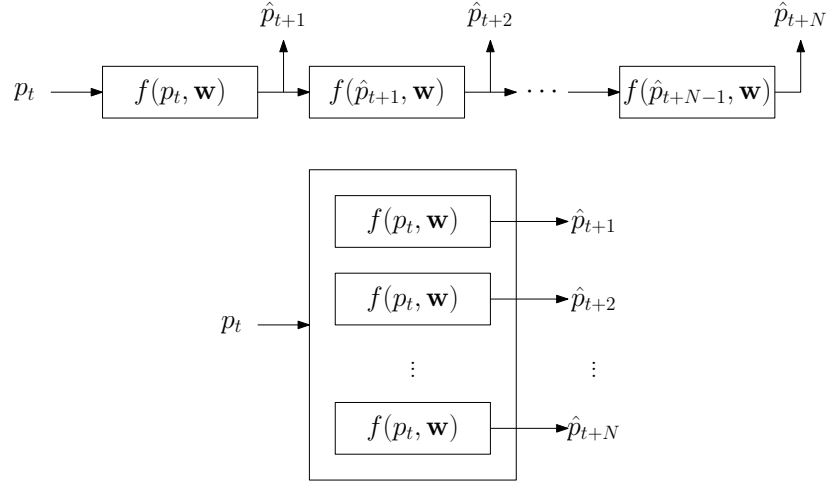 p̂_{t+1} p̂_{t+2} p̂_{t+N}
p_t f(p_t, w) f(p̂_{t+1}, w) ⋯ f(p̂_{t+N−1}, w)
f(p_t, w) p̂_{t+1}
f(p_t, w) p̂_{t+2}
p_t
⋮ ⋮
f(p_t, w) p̂_{t+N}